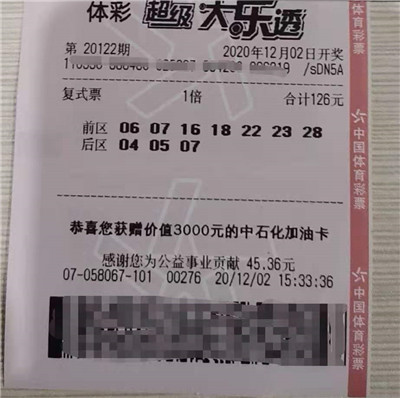 体彩 超级大乐透
第 20122期 2020年12月02日开奖
/sDN5A
复式票 1倍 合计126元
前区 06 07 16 18 22 23 28
后区 04 05 07
恭喜您获赠价值3000元的中石化加油卡
感谢您为公益事业贡献 45.36元
07-058067-101 00276 20/12/02 15:33:36
中国体育彩票
中国体育彩票